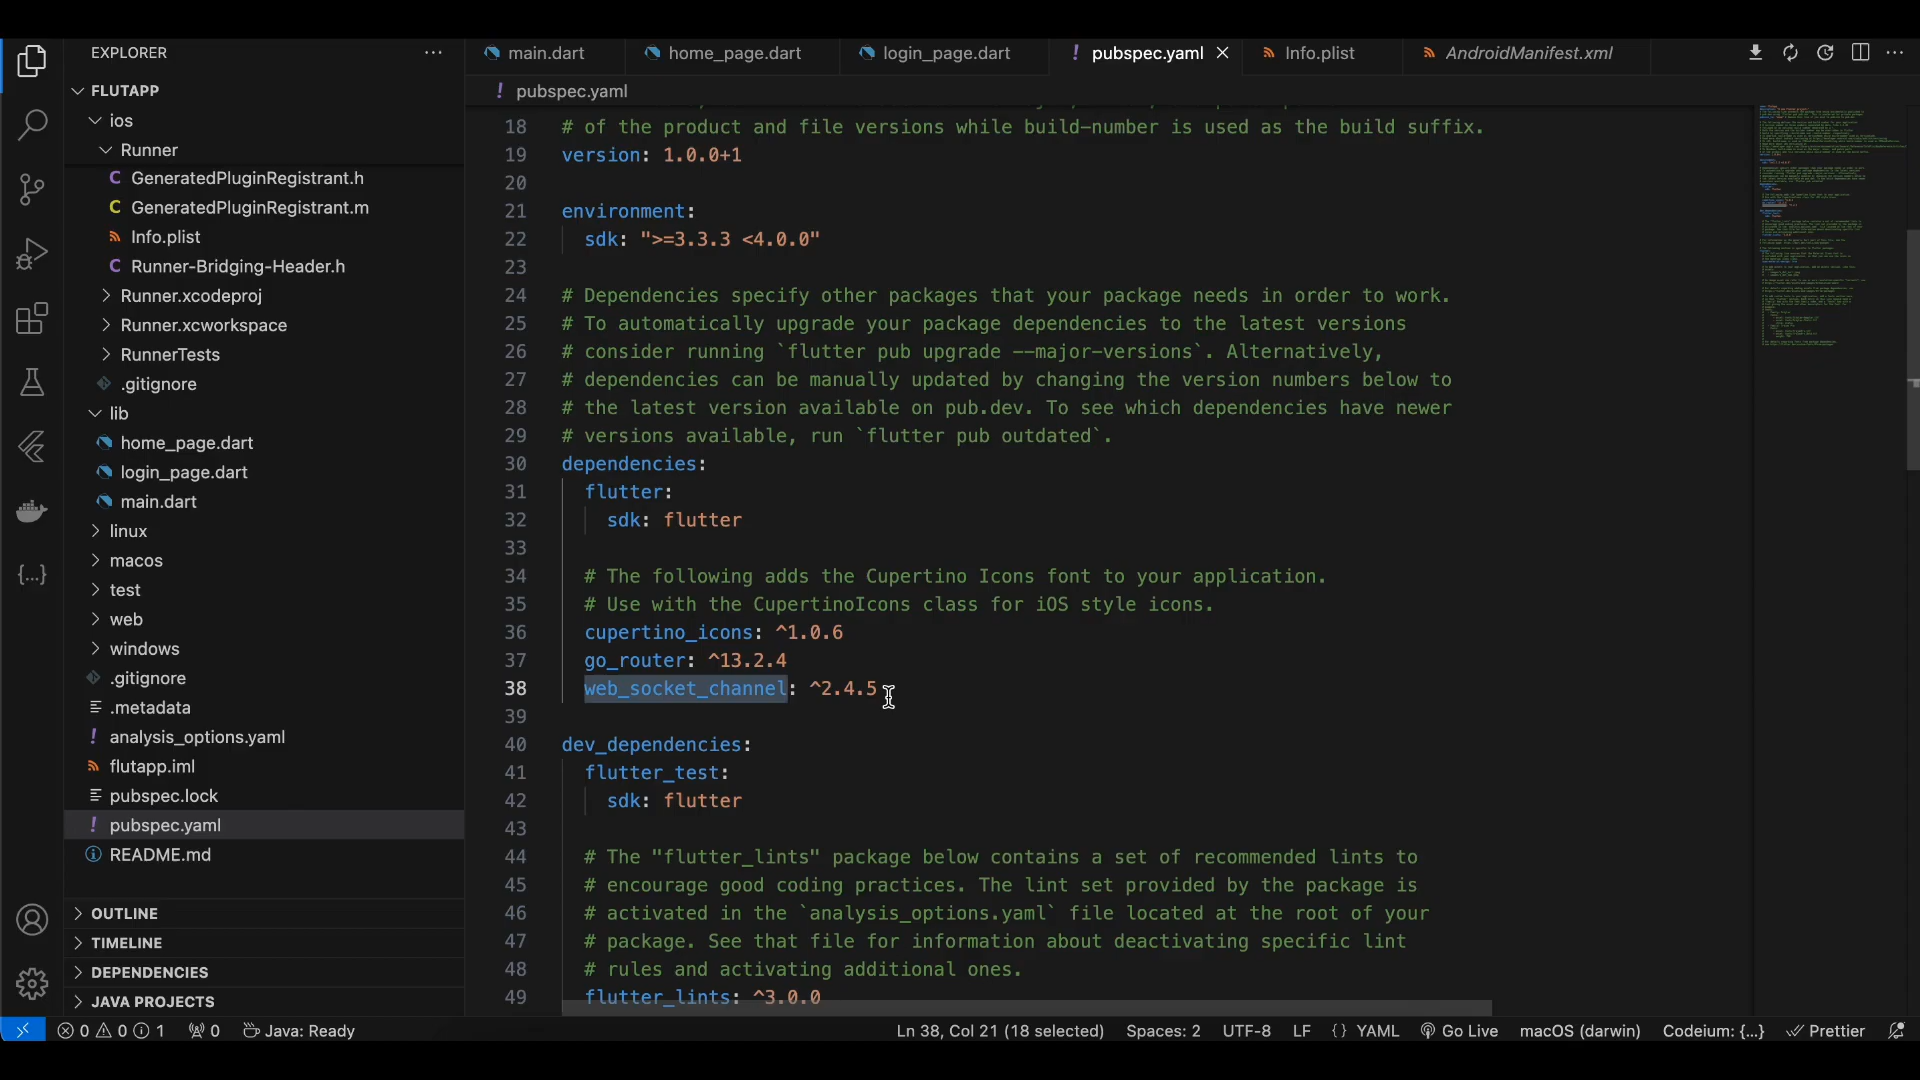 EXPLORER
main.dart
home_page.dart
login_page.dart
! pubspec.yaml
Info.plist
AndroidManifest.xml
FLUTAPP
ios
Runner
C GeneratedPluginRegistrant.h
C GeneratedPluginRegistrant.m
Info.plist
C Runner-Bridging-Header.h
Runner.xcodeproj
Runner.xcworkspace
RunnerTests
.gitignore
lib
home_page.dart
login_page.dart
main.dart
linux
macos
test
web
windows
.gitignore
.metadata
! analysis_options.yaml
flutapp.iml
pubspec.lock
! pubspec.yaml
README.md
OUTLINE
TIMELINE
DEPENDENCIES
JAVA PROJECTS
! pubspec.yaml
18 # of the product and file versions while build-number is used as the build suffix.
19 version: 1.0.0+1
20
21 environment:
22 sdk: ">=3.3.3 <4.0.0"
23
24 # Dependencies specify other packages that your package needs in order to work.
25 # To automatically upgrade your package dependencies to the latest versions
26 # consider running `flutter pub upgrade --major-versions`. Alternatively,
27 # dependencies can be manually updated by changing the version numbers below to
28 # the latest version available on pub.dev. To see which dependencies have newer
29 # versions available, run `flutter pub outdated`.
30 dependencies:
31 flutter:
32 sdk: flutter
33
34 # The following adds the Cupertino Icons font to your application.
35 # Use with the CupertinoIcons class for iOS style icons.
36 cupertino_icons: ^1.0.6
37 go_router: ^13.2.4
38 web_socket_channel: ^2.4.5
39
40 dev_dependencies:
41 flutter_test:
42 sdk: flutter
43
44 # The "flutter_lints" package below contains a set of recommended lints to
45 # encourage good coding practices. The lint set provided by the package is
46 # activated in the `analysis_options.yaml` file located at the root of your
47 # package. See that file for information about deactivating specific lint
48 # rules and activating additional ones.
49 flutter_lints: ^3.0.0
0 0 1 0 Java: Ready Ln 38, Col 21 (18 selected) Spaces: 2 UTF-8 LF {} YAML Go Live macOS (darwin) Codeium: {...} Prettier